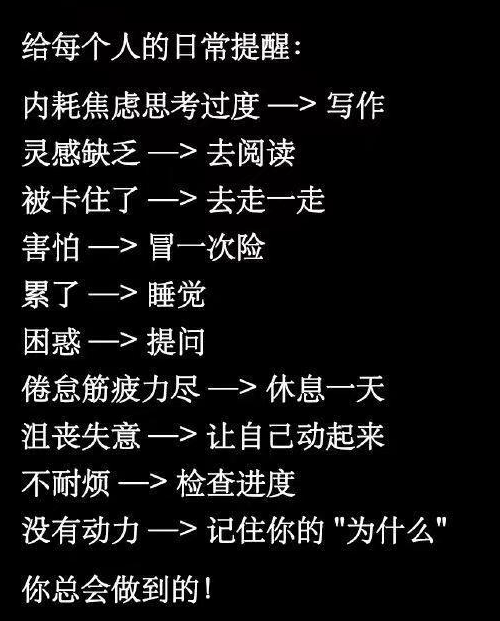 给每个人的日常提醒：
内耗焦虑思考过度 —> 写作
灵感缺乏 —> 去阅读
被卡住了 —> 去走一走
害怕 —> 冒一次险
累了 —> 睡觉
困惑 —> 提问
倦怠筋疲力尽 —> 休息一天
沮丧失意 —> 让自己动起来
不耐烦 —> 检查进度
没有动力 —> 记住你的 "为什么"
你总会做到的！